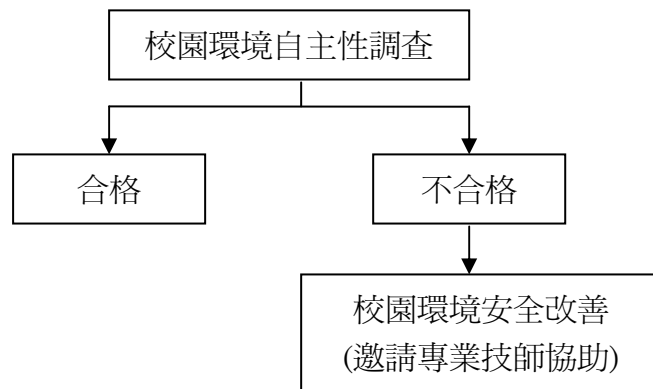 校園環境自主性調查
合格
不合格
校園環境安全改善
(邀請專業技師協助)